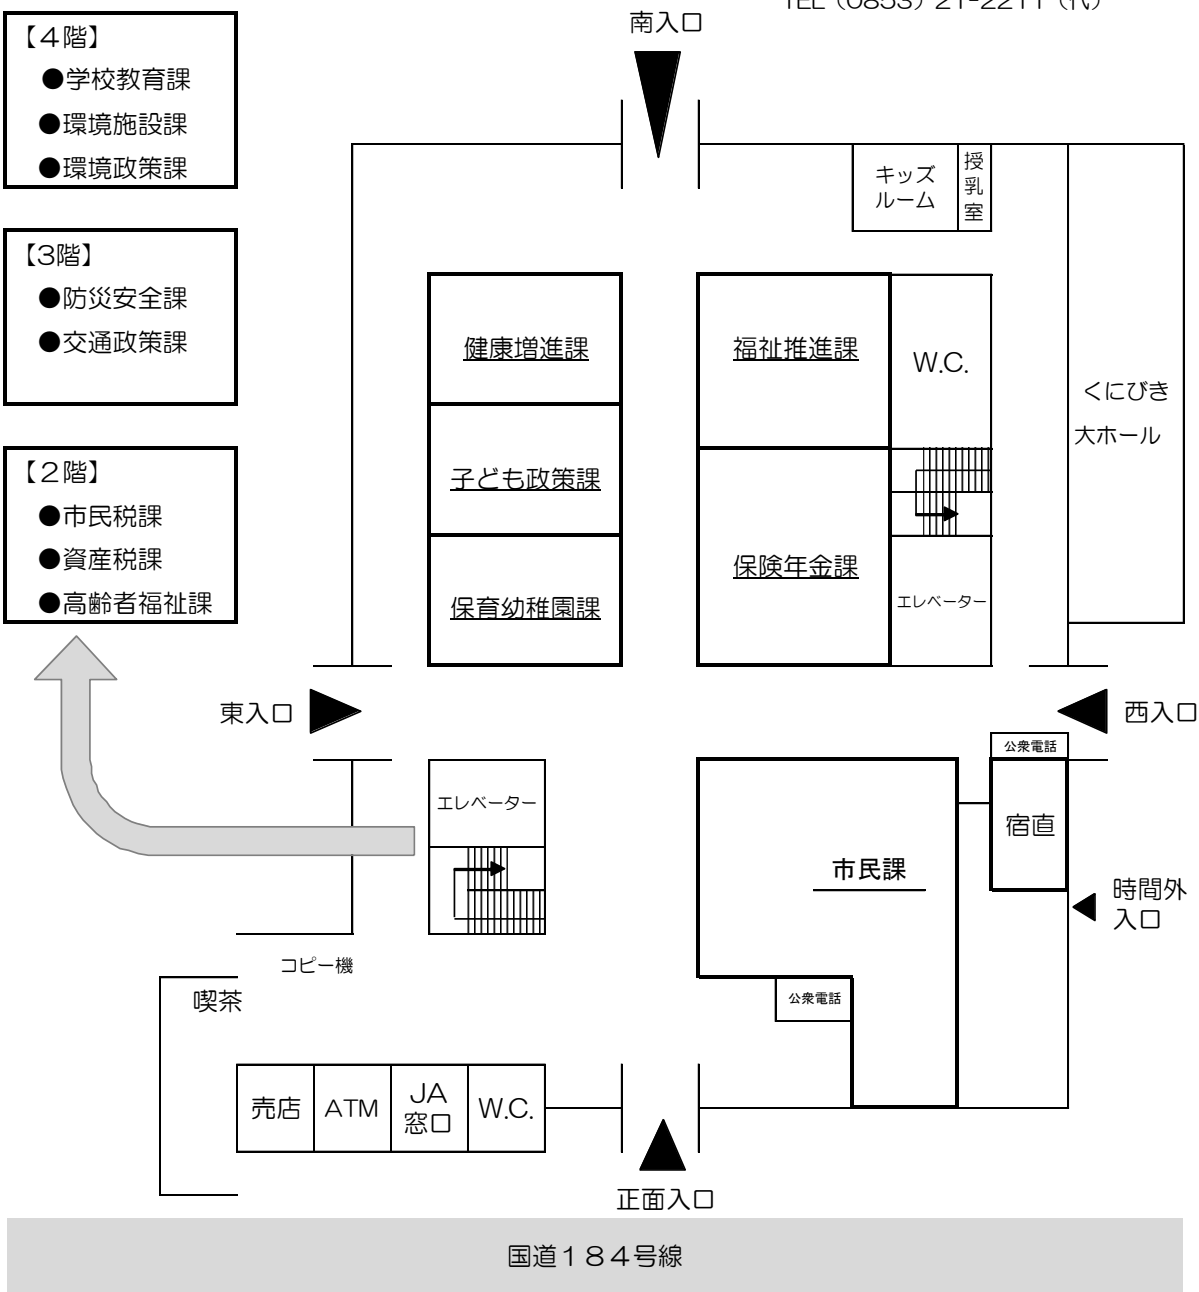 TEL（0853）21-2211（代）
南入口
【４階】
●学校教育課
●環境施設課
●環境政策課
キッズ
ルーム
授
乳
室
【3階】
●防災安全課
●交通政策課
健康増進課
福祉推進課
W.C.
くにびき
大ホール
【２階】
●市民税課
●資産税課
●高齢者福祉課
子ども政策課
保険年金課
保育幼稚園課
エレベーター
東入口
西入口
公衆電話
エレベーター
宿直
市民課
時間外
入口
コピー機
喫茶
公衆電話
売店
ATM
JA
窓口
W.C.
正面入口
国道１８４号線